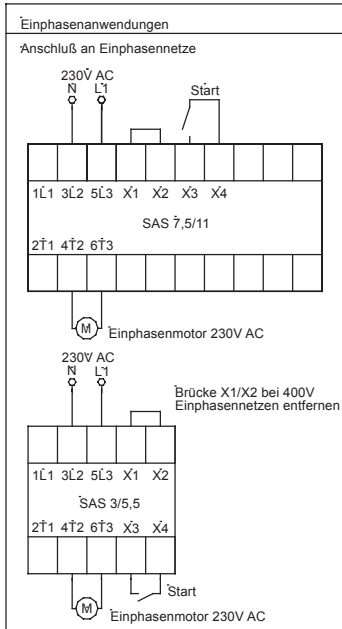 Einphasenanwendungen
Anschluß an Einphasennetze
230V AC
N L1
Start
1L1 3L2 5L3 X1 X2 X3 X4
SAS 7,5/11
2T1 4T2 6T3
M
Einphasenmotor 230V AC
230V AC
N L1
Brücke X1/X2 bei 400V
Einphasennetzen entfernen
1L1 3L2 5L3 X1 X2
SAS 3/5,5
2T1 4T2 6T3 X3 X4
Start
M
Einphasenmotor 230V AC